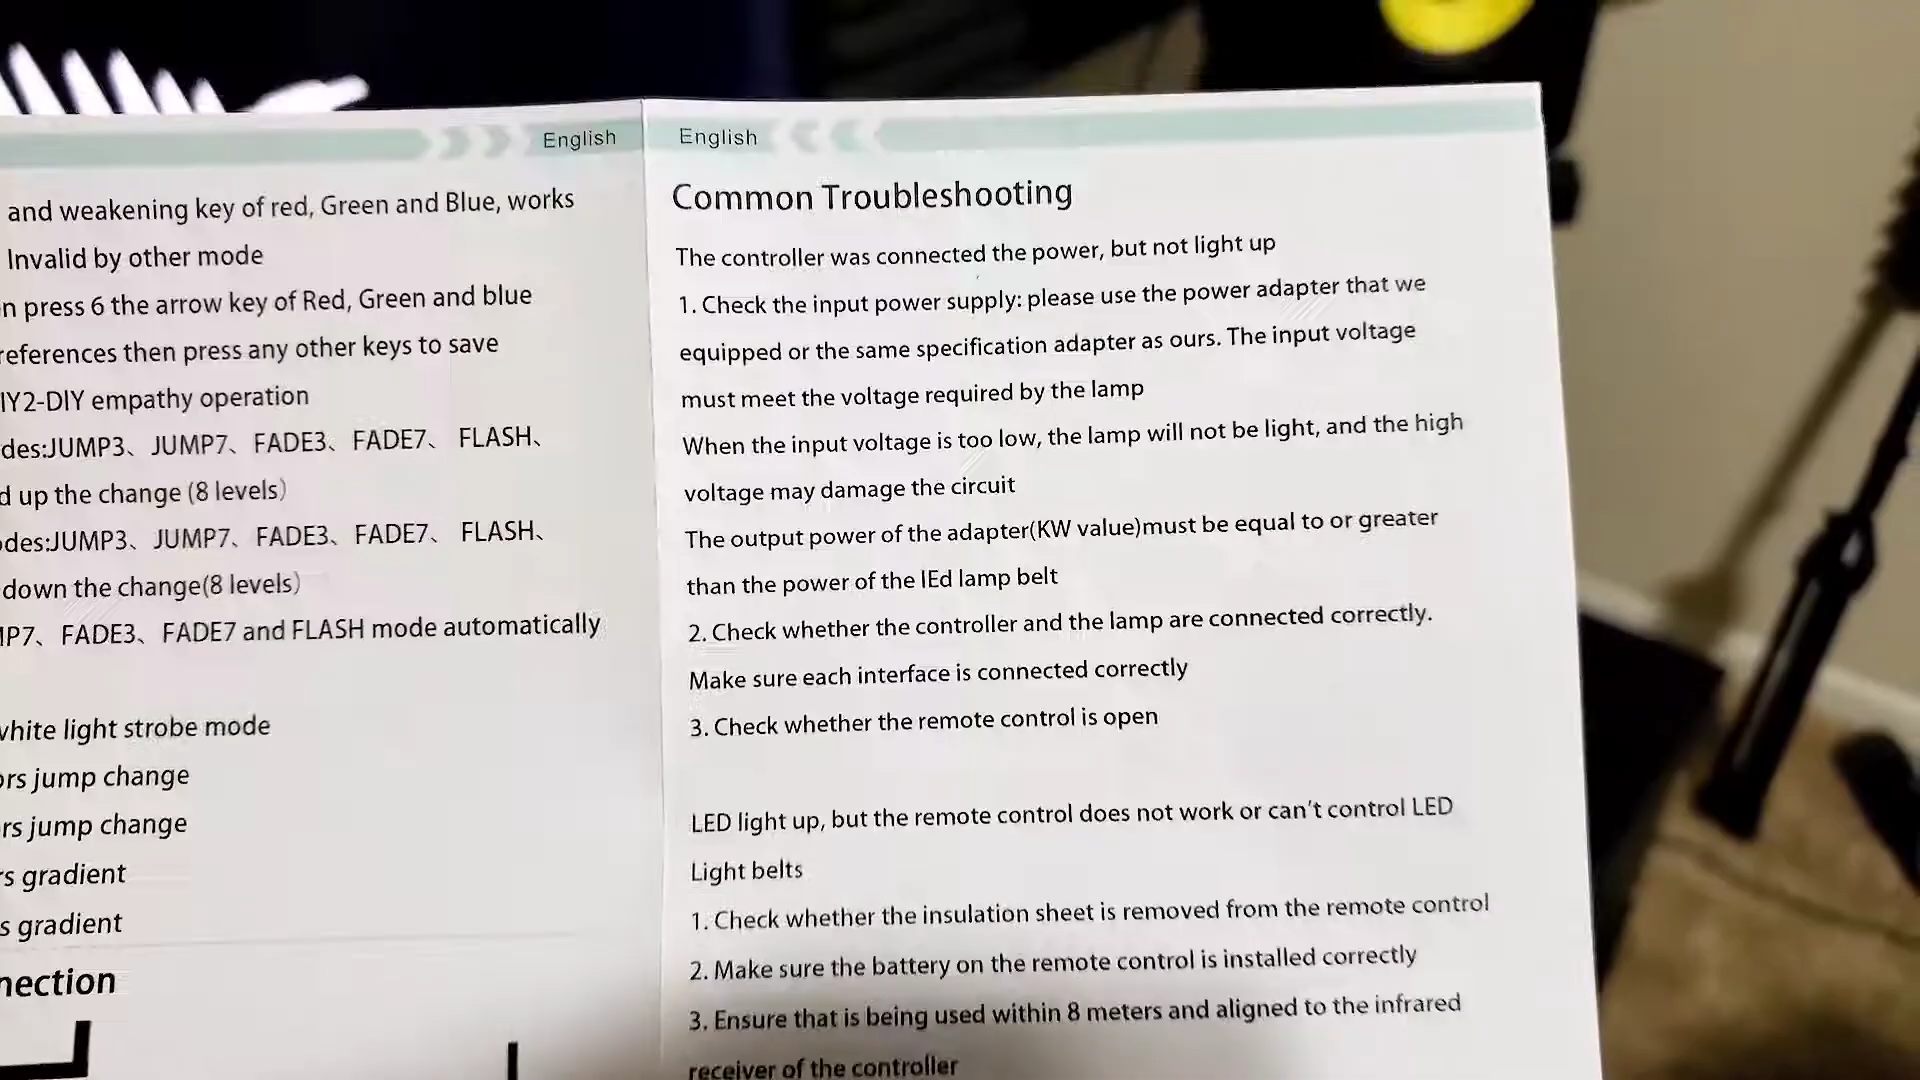 English
and weakening key of red, Green and Blue, works
Invalid by other mode
press 6 the arrow key of Red, Green and blue
then press any other keys to save
empathy operation
JUMP3、 JUMP7、 FADE3、 FADE7、 FLASH、
up the change (8 levels)
JUMP3、 JUMP7、 FADE3、 FADE7、 FLASH、
down the change(8 levels)
FADE3、 FADE7 and FLASH mode automatically
light strobe mode
jump change
jump change
gradient
gradient
English
Common Troubleshooting
The controller was connected the power, but not light up
1. Check the input power supply: please use the power adapter that we
equipped or the same specification adapter as ours. The input voltage
must meet the voltage required by the lamp
When the input voltage is too low, the lamp will not be light, and the high
voltage may damage the circuit
The output power of the adapter(KW value)must be equal to or greater
than the power of the lEd lamp belt
2. Check whether the controller and the lamp are connected correctly.
Make sure each interface is connected correctly
3. Check whether the remote control is open
LED light up, but the remote control does not work or can't control LED
Light belts
1. Check whether the insulation sheet is removed from the remote control
2. Make sure the battery on the remote control is installed correctly
3. Ensure that is being used within 8 meters and aligned to the infrared
receiver of the controller